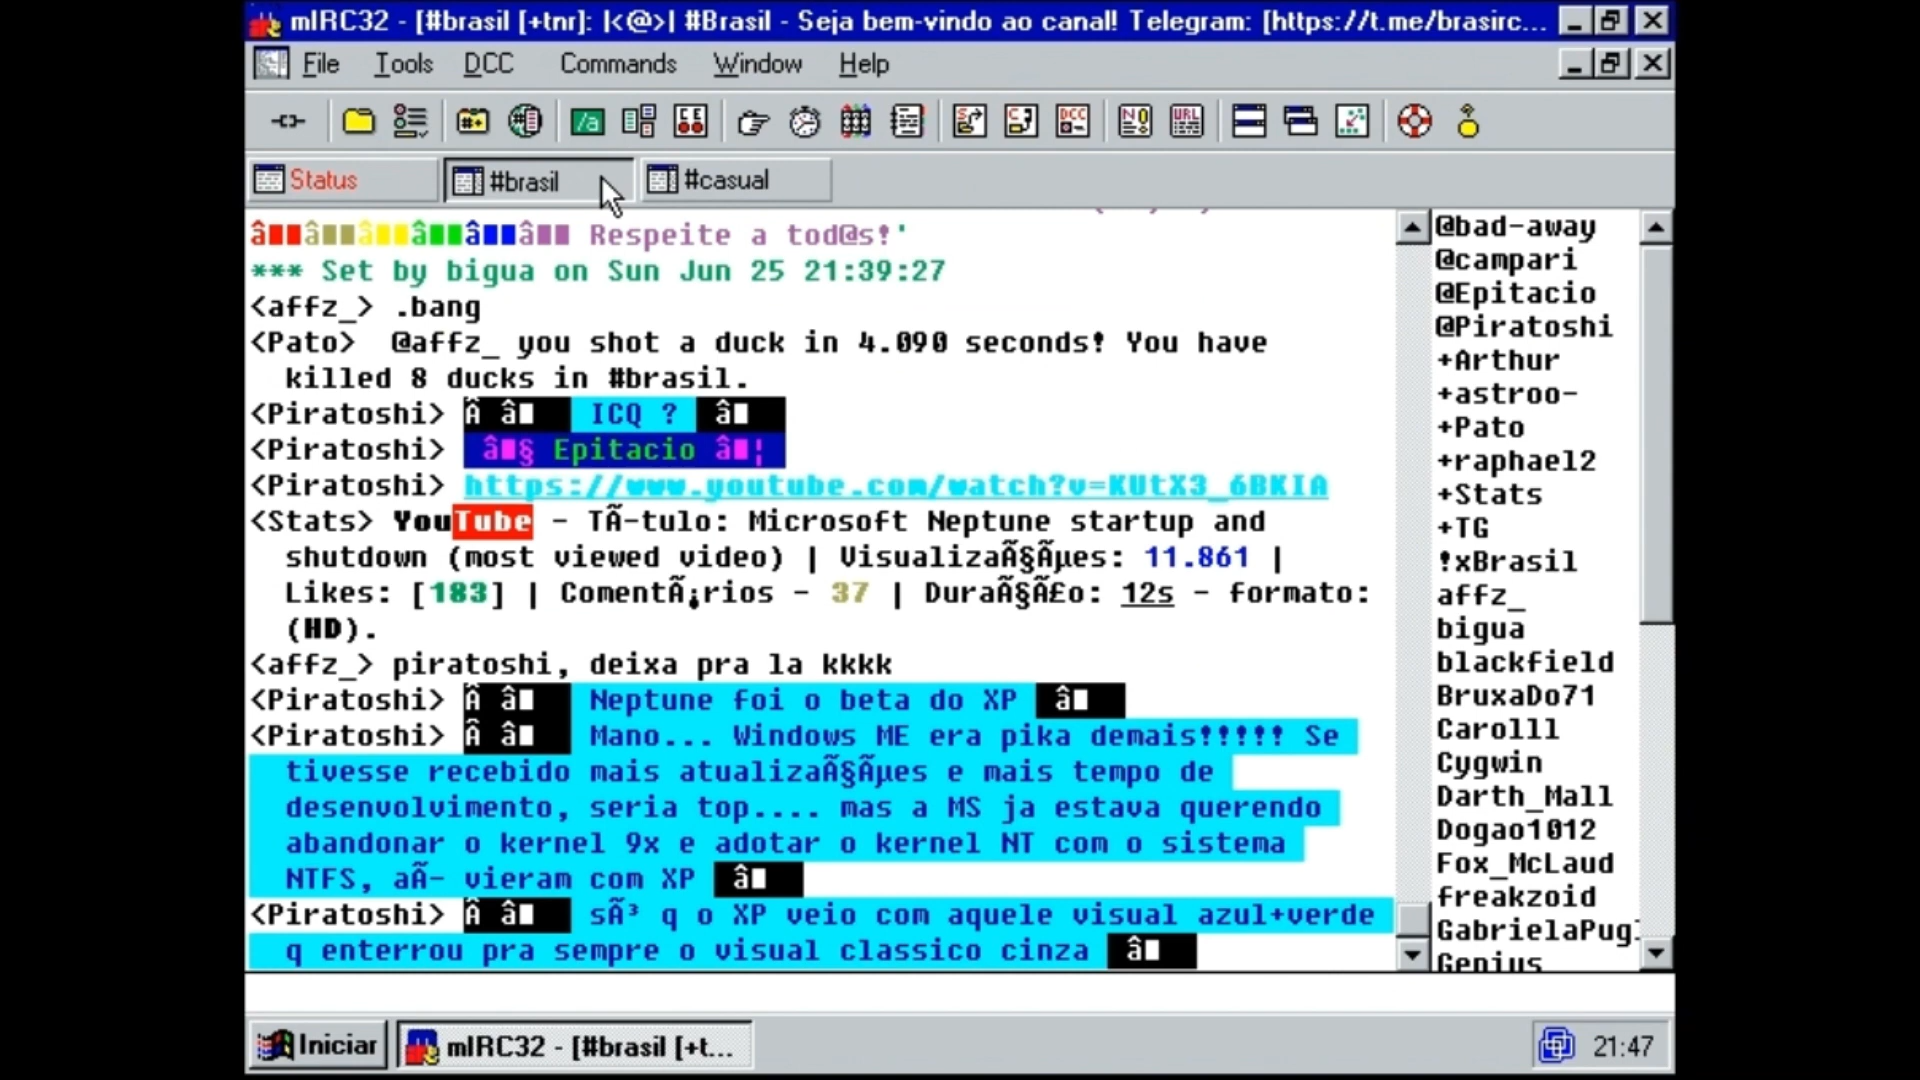 mIRC32 - [#brasil [+tnr]: |<@>| #Brasil - Seja bem-vindo ao canal! Telegram: [https://t.me/brasirc...
File Tools DCC Commands Window Help
Status #brasil #casual
Respeite a tod@s!'
*** Set by bigua on Sun Jun 25 21:39:27
<affz_> .bang
<Pato> @affz_ you shot a duck in 4.090 seconds! You have
killed 8 ducks in #brasil.
<Piratoshi> Â â ICQ ? â
<Piratoshi> â§ Epitacio â¦
<Piratoshi> https://www.youtube.com/watch?v=KUtX3_6BKIA
<Stats> YouTube - TÃ-tulo: Microsoft Neptune startup and
shutdown (most viewed video) | VisualizaÃ§Ãµes: 11.861 |
Likes: [183] | ComentÃ¡rios - 37 | DuraÃ§Ã£o: 12s - formato:
(HD).
<affz_> piratoshi, deixa pra la kkkk
<Piratoshi> Â â Neptune foi o beta do XP â
<Piratoshi> Â â Mano... Windows ME era pika demais!!!!! Se
tivesse recebido mais atualizaÃ§Ãµes e mais tempo de
desenvolvimento, seria top.... mas a MS ja estava querendo
abandonar o kernel 9x e adotar o kernel NT com o sistema
NTFS, aÃ- vieram com XP â
<Piratoshi> Â â sÃ³ q o XP veio com aquele visual azul+verde
q enterrou pra sempre o visual classico cinza â
@bad-away
@campari
@Epitacio
@Piratoshi
+Arthur
+astroo-
+Pato
+raphael2
+Stats
+TG
!xBrasil
affz_
bigua
blackfield
BruxaDo71
Carolll
Cygwin
Darth_Mall
Dogao1012
Fox_McLaud
freakzoid
GabrielaPug
Genius
Iniciar mIRC32 - [#brasil [+t... 21:47